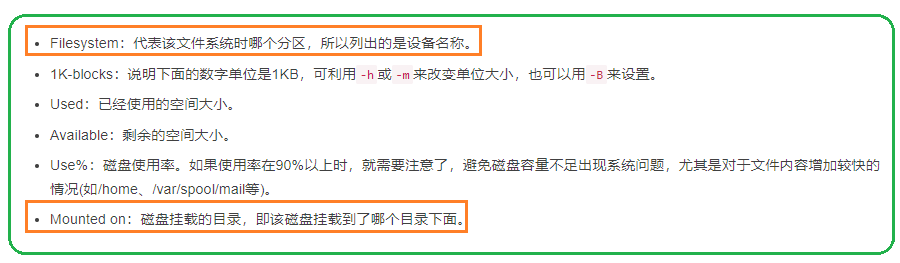 Filesystem：代表该文件系统时哪个分区，所以列出的是设备名称。
1K-blocks：说明下面的数字单位是1KB，可利用-h或-m来改变单位大小，也可以用-B来设置。
Used：已经使用的空间大小。
Available：剩余的空间大小。
Use%：磁盘使用率。如果使用率在90%以上时，就需要注意了，避免磁盘容量不足出现系统问题，尤其是对于文件内容增加较快的
情况(如/home、/var/spool/mail等)。
Mounted on：磁盘挂载的目录，即该磁盘挂载到了哪个目录下面。